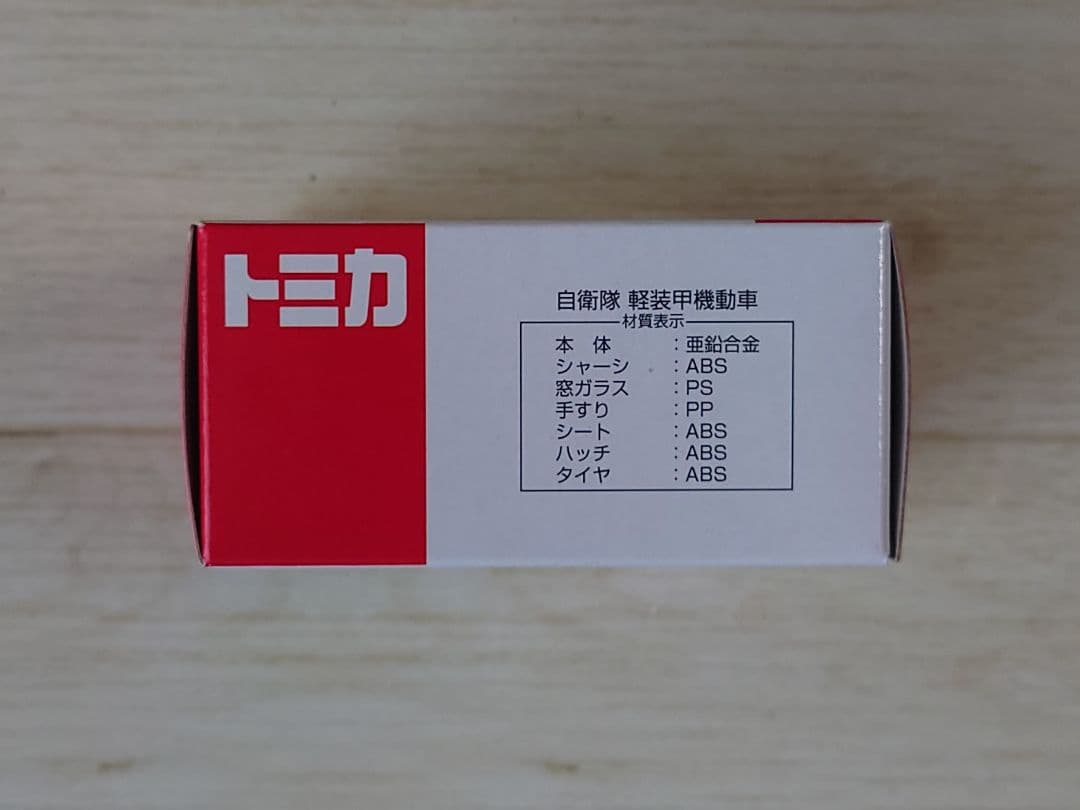 トミカ
自衛隊 軽装甲機動車
材質表示
本 体 :亜鉛合金
シャーシ :ABS
窓ガラス :PS
手すり :PP
シート :ABS
ハッチ :ABS
タイヤ :ABS